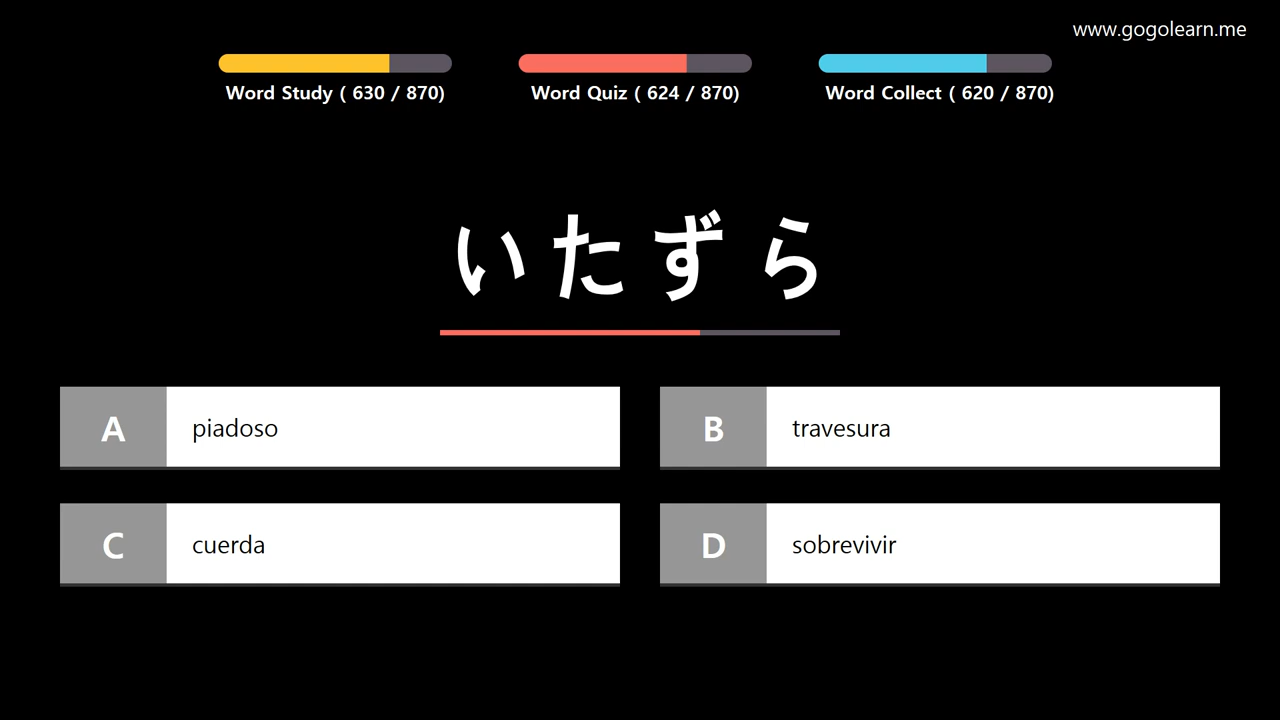 www.gogolearn.me
Word Study ( 630 / 870)
Word Quiz ( 624 / 870)
Word Collect ( 620 / 870)
いたずら
A piadoso
B travesura
C cuerda
D sobrevivir